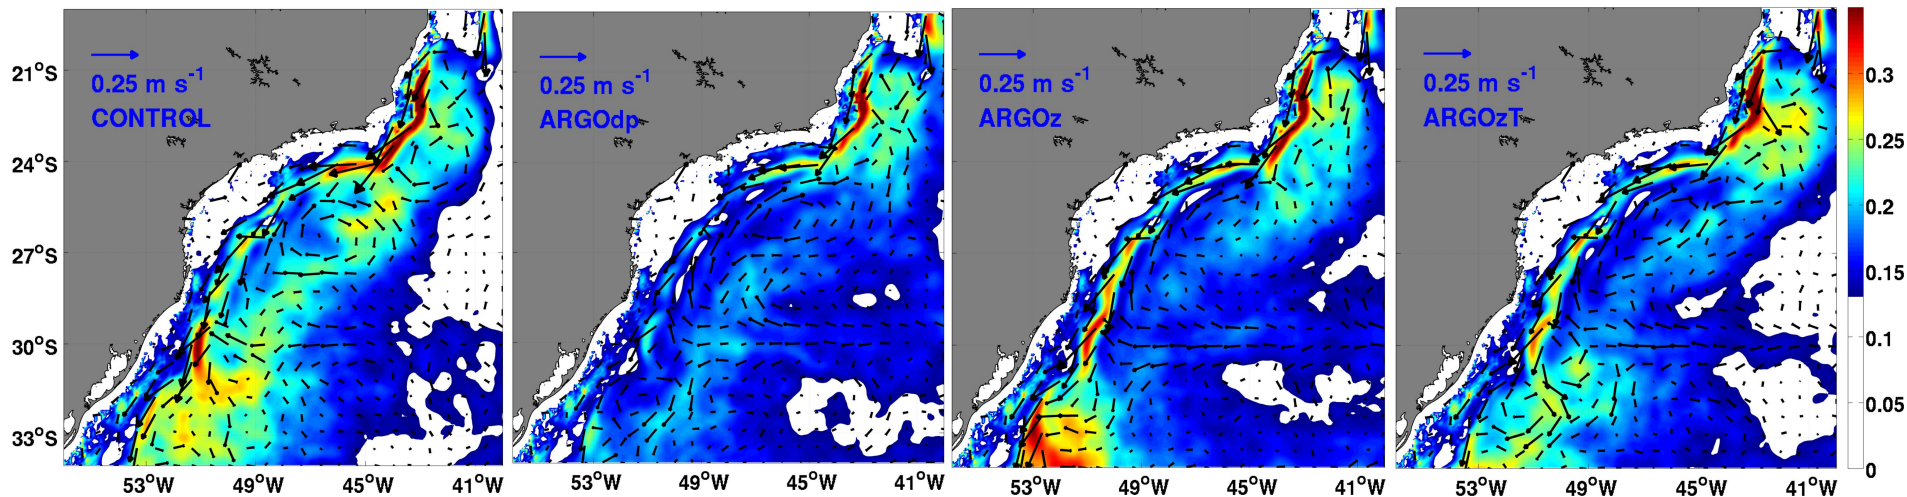 0.25 m s-1
CONTROL
0.25 m s-1
ARGOdp
0.25 m s-1
ARGOz
0.25 m s-1
ARGOzT
21°S
24°S
27°S
30°S
33°S
53°W 49°W 45°W 41°W
53°W 49°W 45°W 41°W
53°W 49°W 45°W 41°W
53°W 49°W 45°W 41°W
0.3
0.25
0.2
0.15
0.1
0.05
0